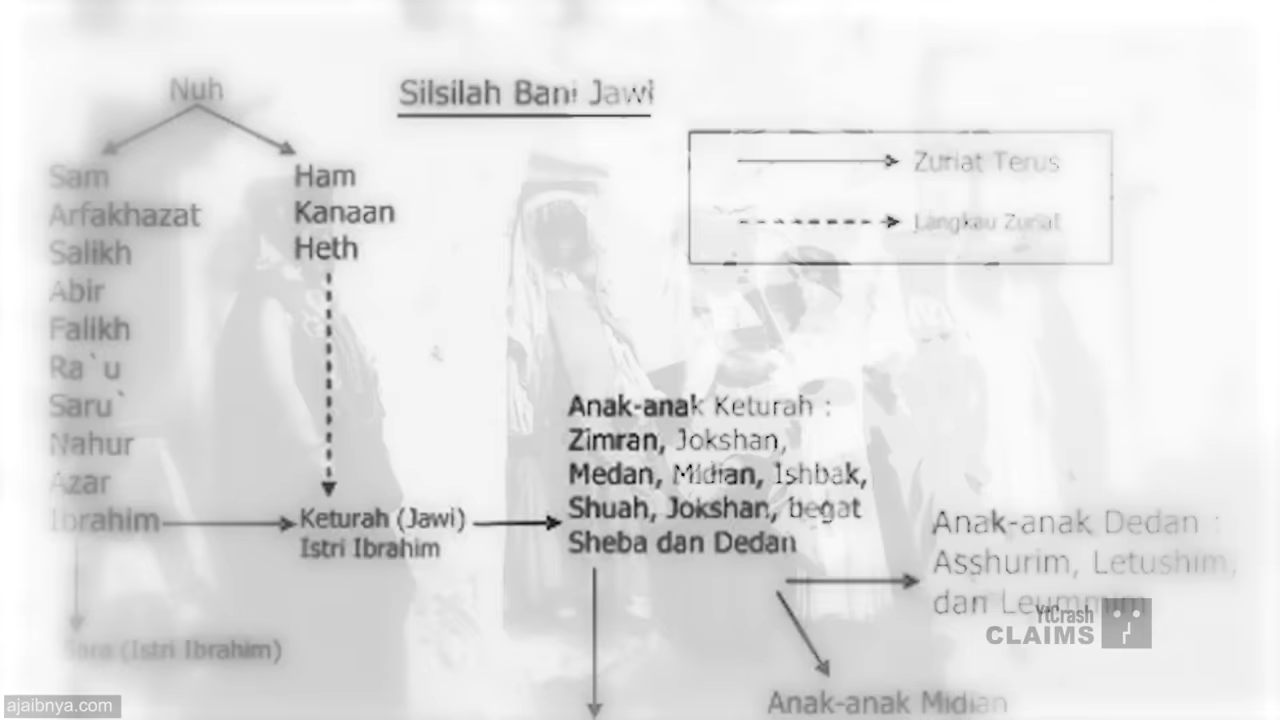 Silsilah Bani Jawi
Nuh
Zuriat Terus
Langkau Zuriat
Sam
Arfakhazat
Salikh
Abir
Falikh
Ra`u
Saru`
Nahur
Azar
Ibrahim
Ham
Kanaan
Heth
Keturah (Jawi)
Istri Ibrahim
Anak-anak Keturah :
Zimran, Jokshan,
Medan, Midian, Ishbak,
Shuah, Jokshan, begat
Sheba dan Dedan
Anak-anak Dedan :
Asshurim, Letushim,
dan Leummim
Sara (Istri Ibrahim)
Anak-anak Midian
YtCrash
CLAIMS
ajaibnya.com